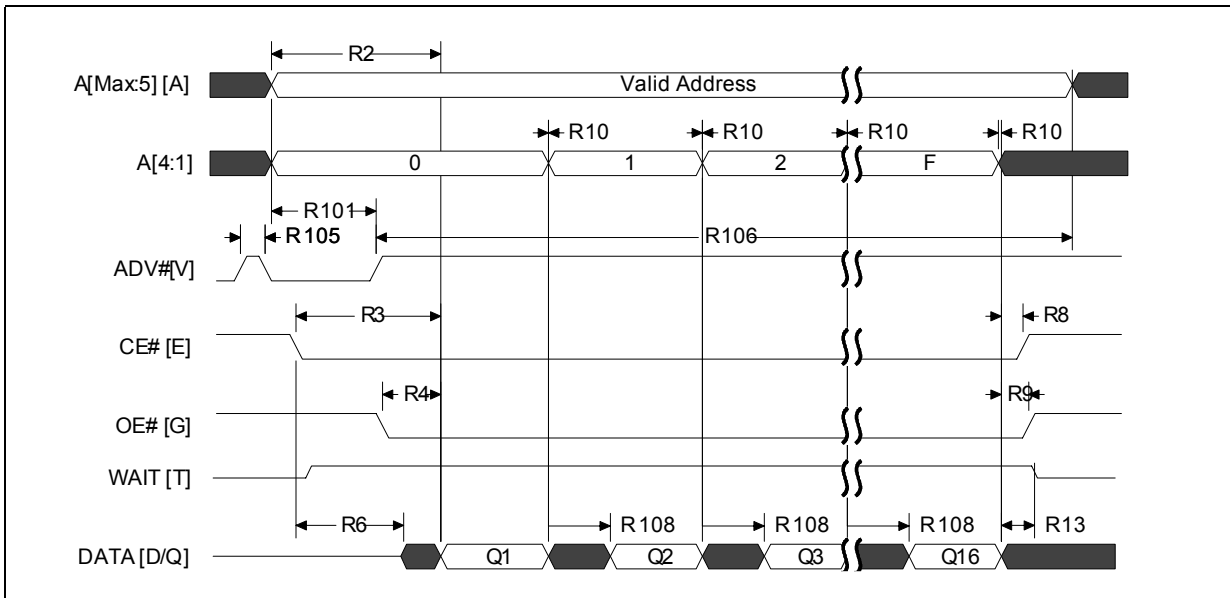 R2
A[Max:5] [A]
Valid Address
R10 R10 R10 R10
A[4:1]
0 1 2 F
R101
R105
R106
ADV#[V]
R3
R8
CE# [E]
R4
R9
OE# [G]
WAIT [T]
R6
R108 R108 R108 R13
DATA [D/Q]
Q1 Q2 Q3 Q16